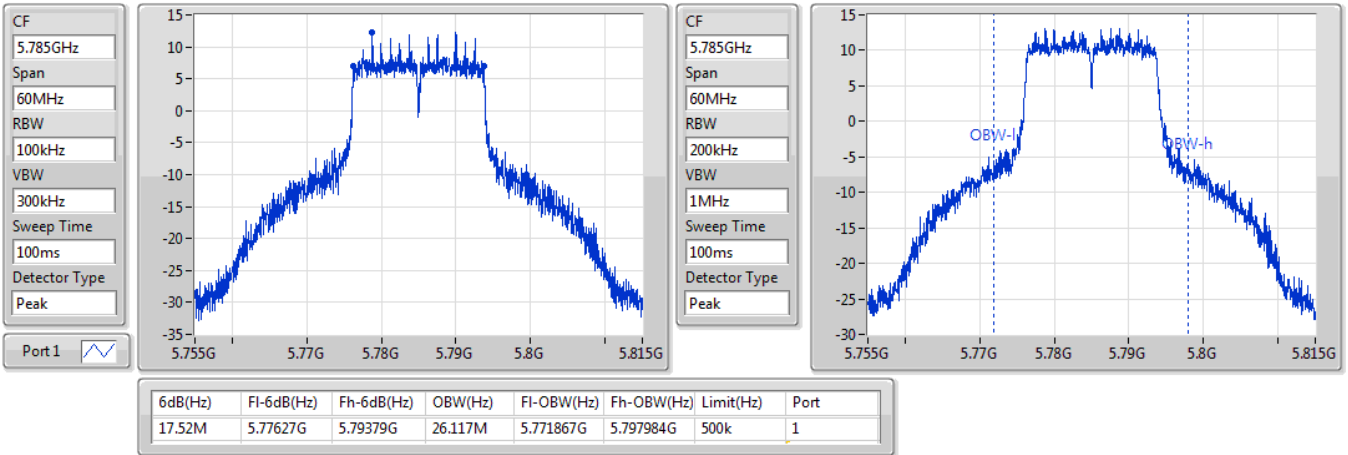 CF
5.785GHz
Span
60MHz
RBW
100kHz
VBW
300kHz
Sweep Time
100ms
Detector Type
Peak
Port 1
15
10
5
0
-5
-10
-15
-20
-25
-30
-35
5.755G 5.77G 5.78G 5.79G 5.8G 5.815G
CF
5.785GHz
Span
60MHz
RBW
200kHz
VBW
1MHz
Sweep Time
100ms
Detector Type
Peak
15
10
5
0
-5
-10
-15
-20
-25
-30
OBW-l
OBW-h
5.755G 5.77G 5.78G 5.79G 5.8G 5.815G
6dB(Hz) Fl-6dB(Hz) Fh-6dB(Hz) OBW(Hz) Fl-OBW(Hz) Fh-OBW(Hz) Limit(Hz) Port
17.52M 5.77627G 5.79379G 26.117M 5.771867G 5.797984G 500k 1